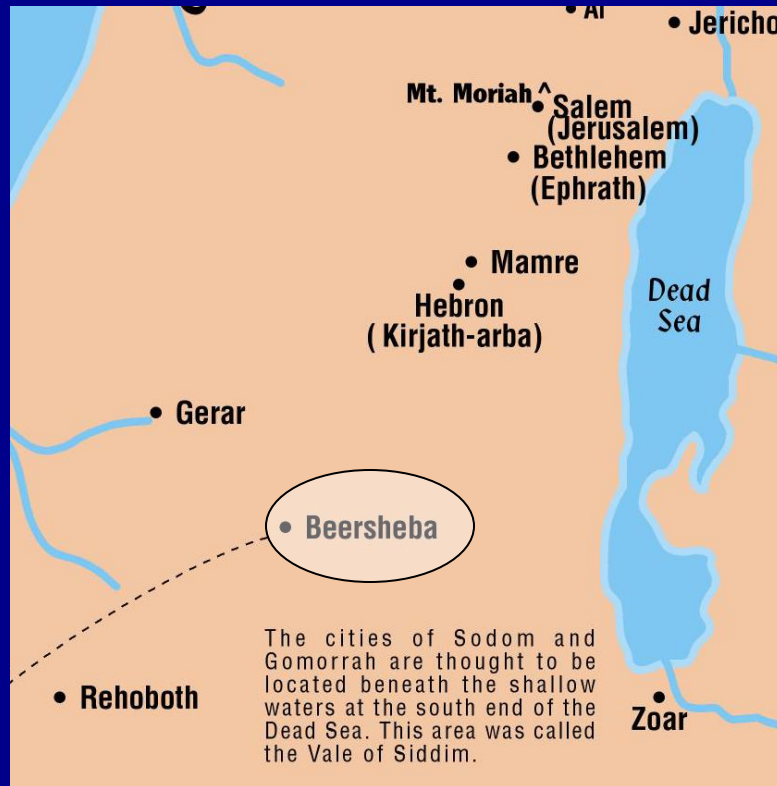 Ai
Jericho
Mt. Moriah ^
Salem
(Jerusalem)
Bethlehem
(Ephrath)
Mamre
Hebron
( Kirjath-arba)
Dead
Sea
Gerar
Beersheba
The cities of Sodom and
Gomorrah are thought to be
located beneath the shallow
waters at the south end of the
Dead Sea. This area was called
the Vale of Siddim.
Rehoboth
Zoar